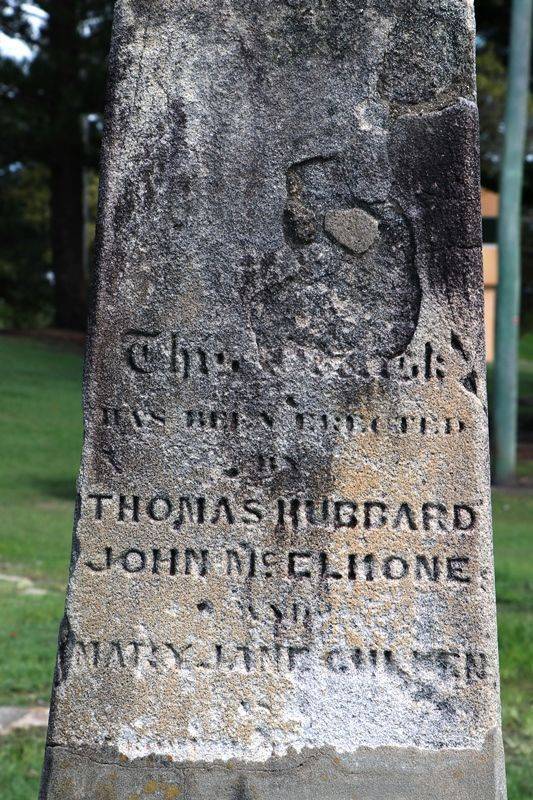 This
HAS BEEN ERECTED
BY
THOMAS HUBBARD
JOHN McELHONE
AND
MARY JANE